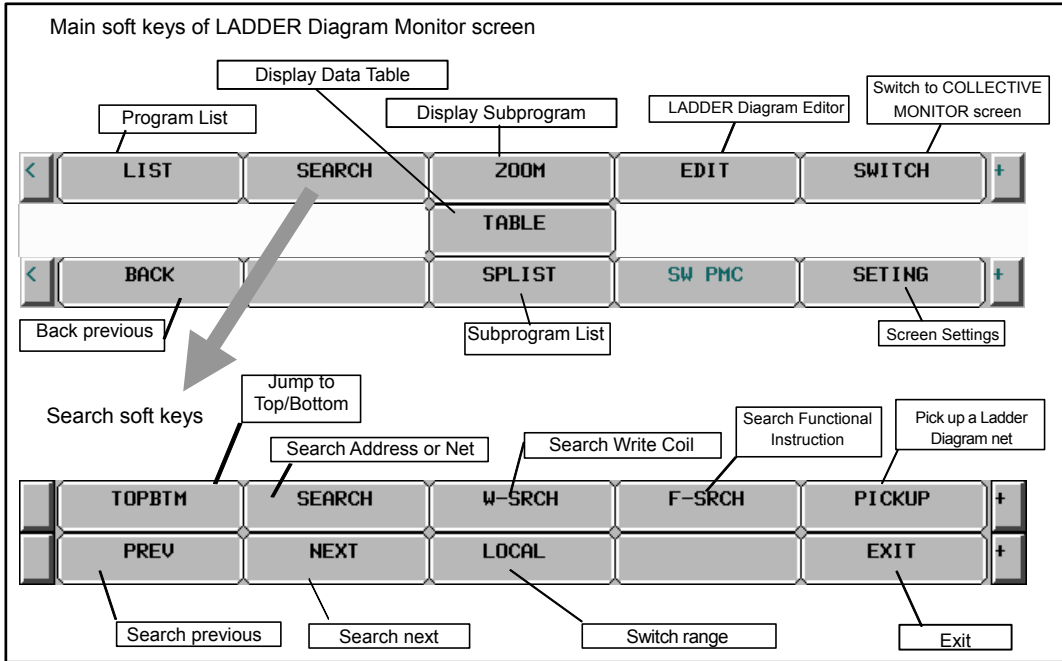 Main soft keys of LADDER Diagram Monitor screen
Display Data Table
Program List
Display Subprogram
LADDER Diagram Editor
Switch to COLLECTIVE
MONITOR screen
< LIST SEARCH ZOOM EDIT SWITCH +
TABLE
< BACK SPLIST SW PMC SETING +
Back previous
Subprogram List
Screen Settings
Search soft keys
Jump to
Top/Bottom
Search Address or Net
Search Write Coil
Search Functional
Instruction
Pick up a Ladder
Diagram net
TOPBTM SEARCH W-SRCH F-SRCH PICKUP +
PREV NEXT LOCAL EXIT +
Search previous
Search next
Switch range
Exit